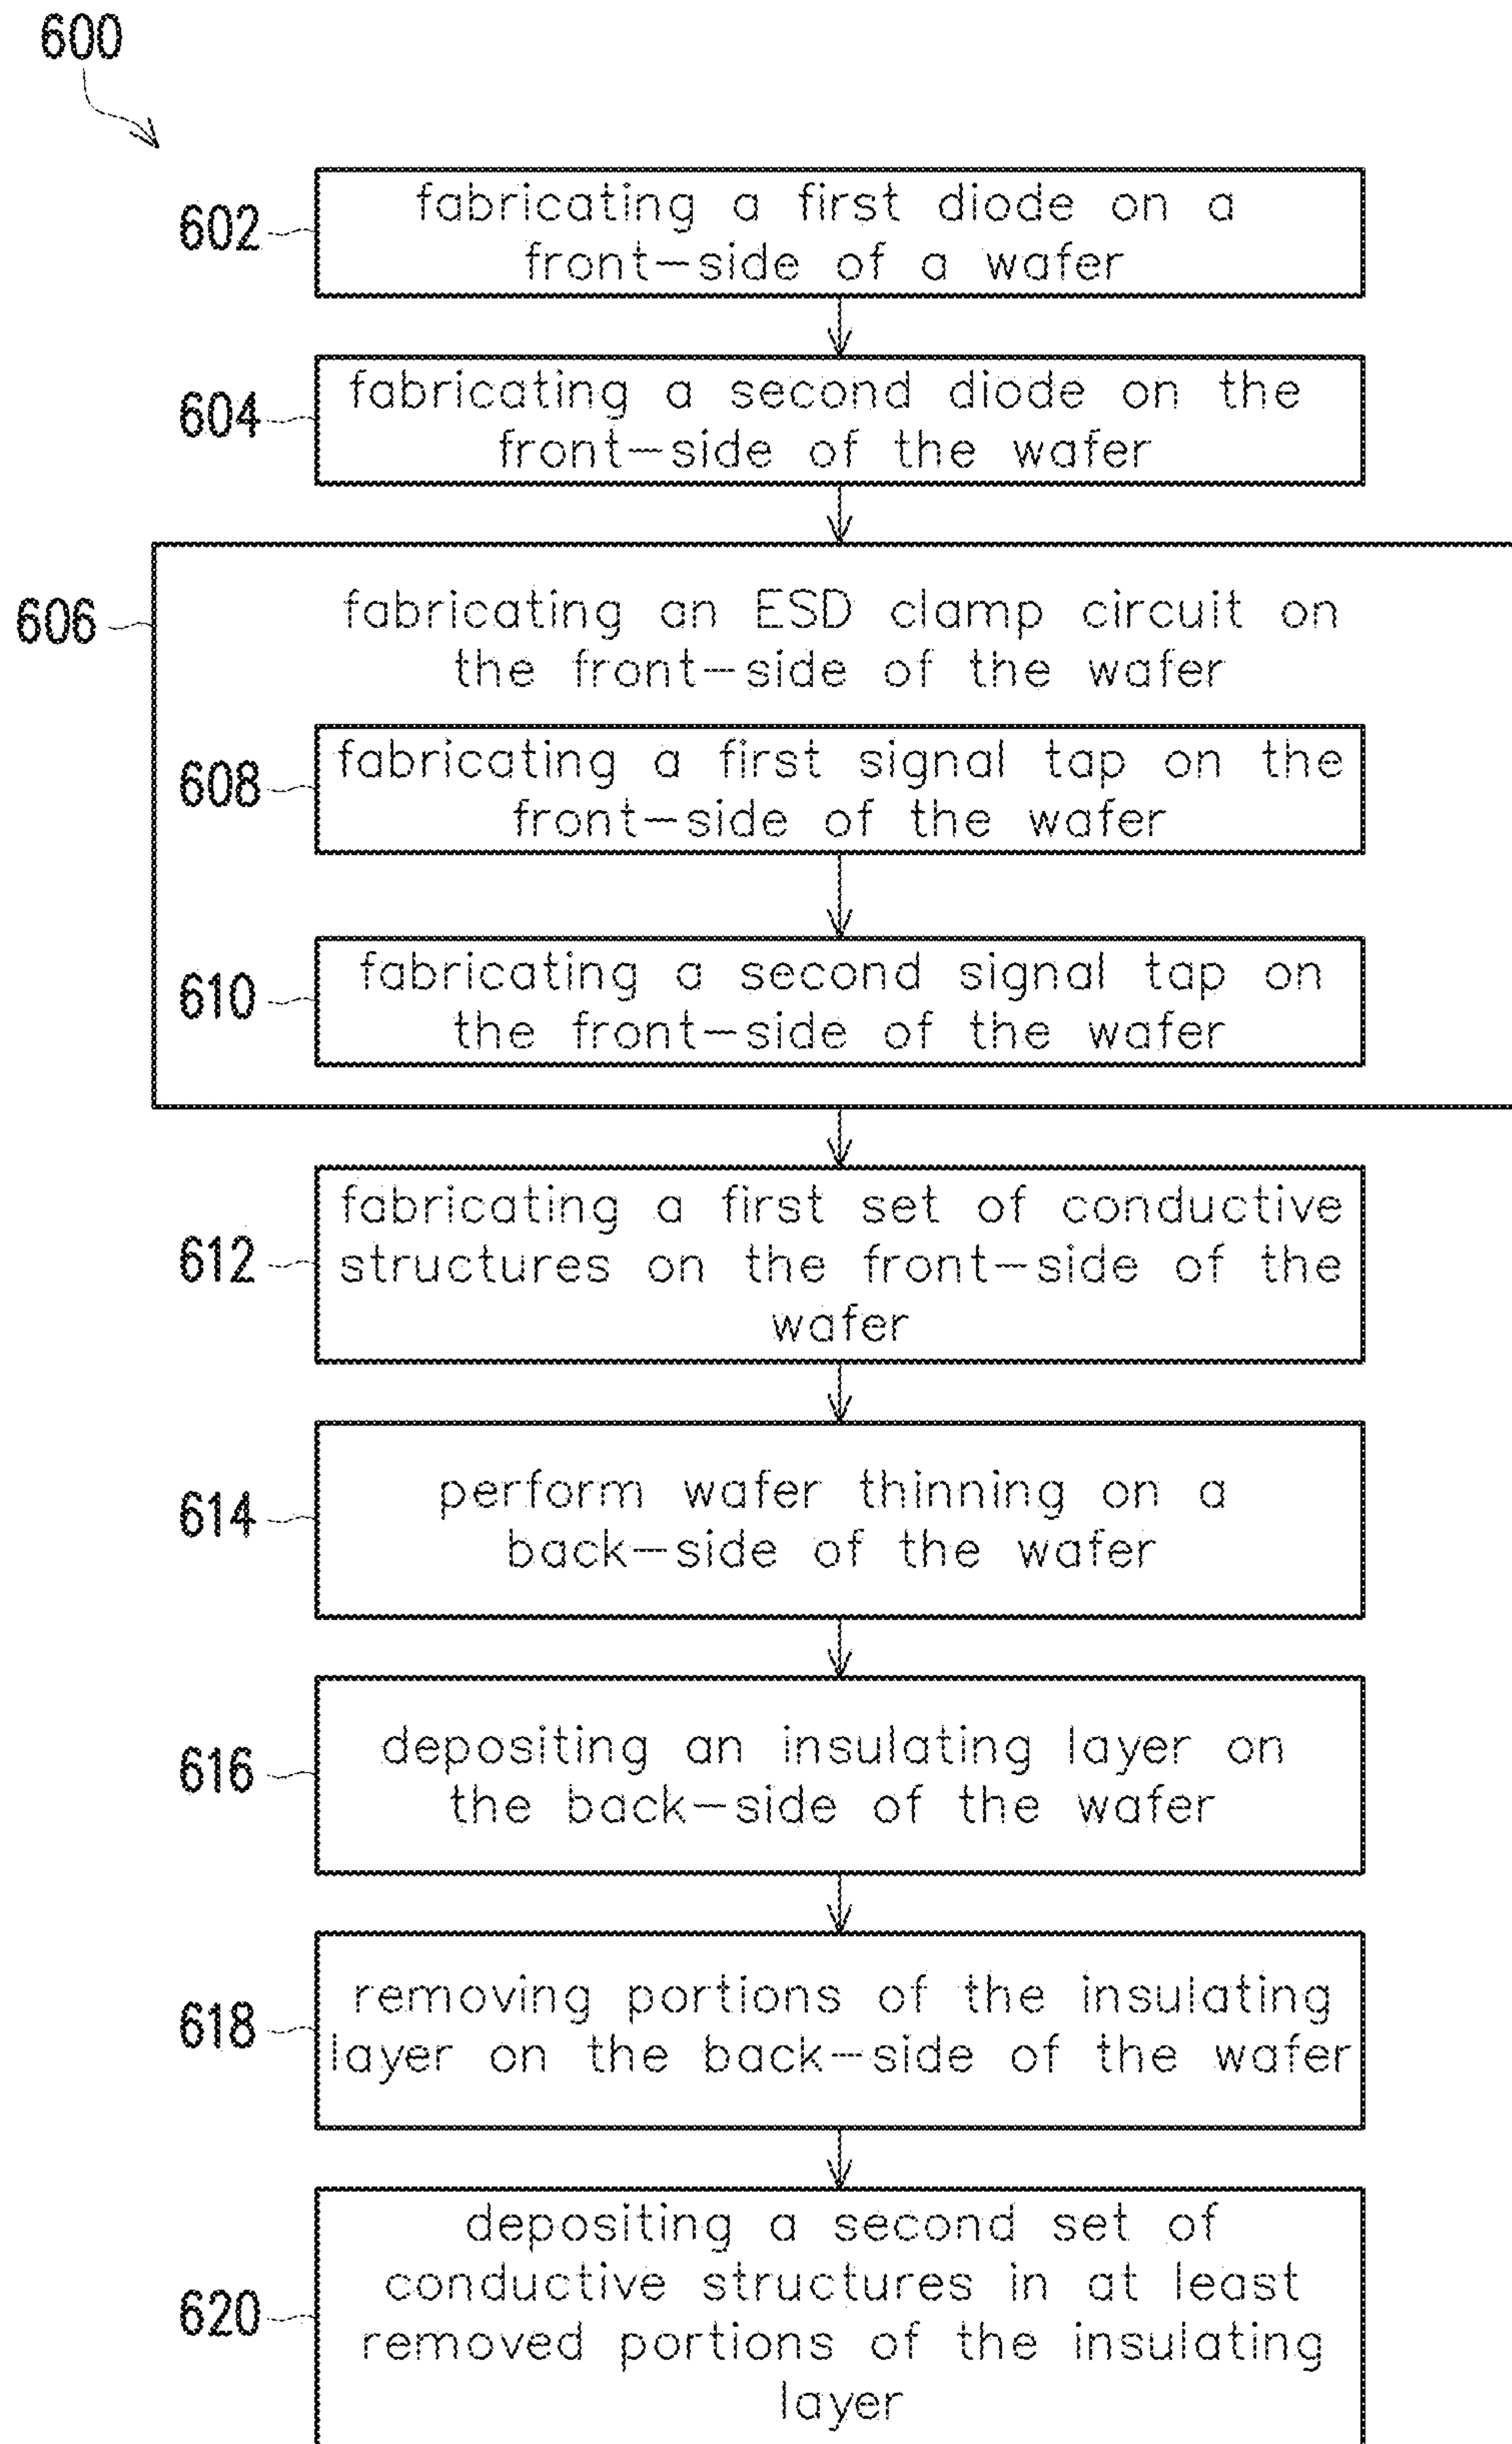 600
602
fabricating a first diode on a
front-side of a wafer
604
fabricating a second diode on the
front-side of the wafer
606
fabricating an ESD clamp circuit on
the front-side of the wafer
608
fabricating a first signal tap on the
front-side of the wafer
610
fabricating a second signal tap on
the front-side of the wafer
612
fabricating a first set of conductive
structures on the front-side of the
wafer
614
perform wafer thinning on a
back-side of the wafer
616
depositing an insulating layer on
the back-side of the wafer
618
removing portions of the insulating
layer on the back-side of the wafer
620
depositing a second set of
conductive structures in at least
removed portions of the insulating
layer